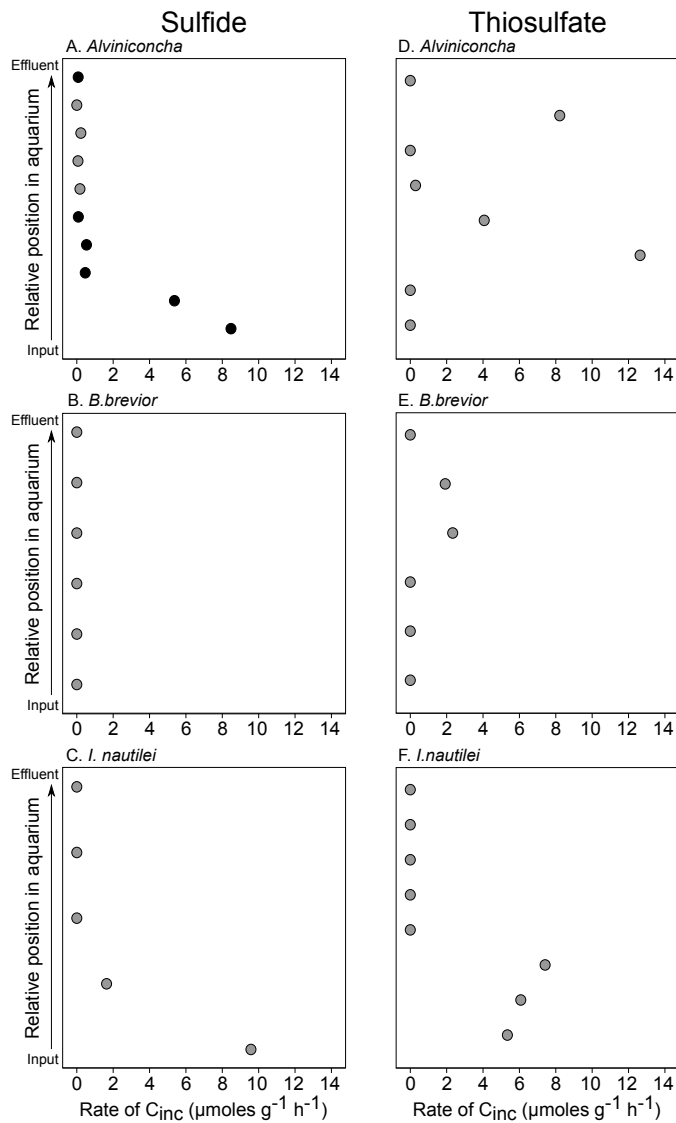 Sulfide
Thiosulfate
A. Alviniconcha
D. Alviniconcha
Effluent
Relative position in aquarium
Input
0 2 4 6 8 10 12 14
0 2 4 6 8 10 12 14
B. B.brevior
E. B.brevior
Effluent
Relative position in aquarium
Input
0 2 4 6 8 10 12 14
0 2 4 6 8 10 12 14
C. I. nautilei
F. I.nautilei
Effluent
Relative position in aquarium
Input
0 2 4 6 8 10 12 14
0 2 4 6 8 10 12 14
Rate of Cinc (µmoles g-1 h-1)
Rate of Cinc (µmoles g-1 h-1)